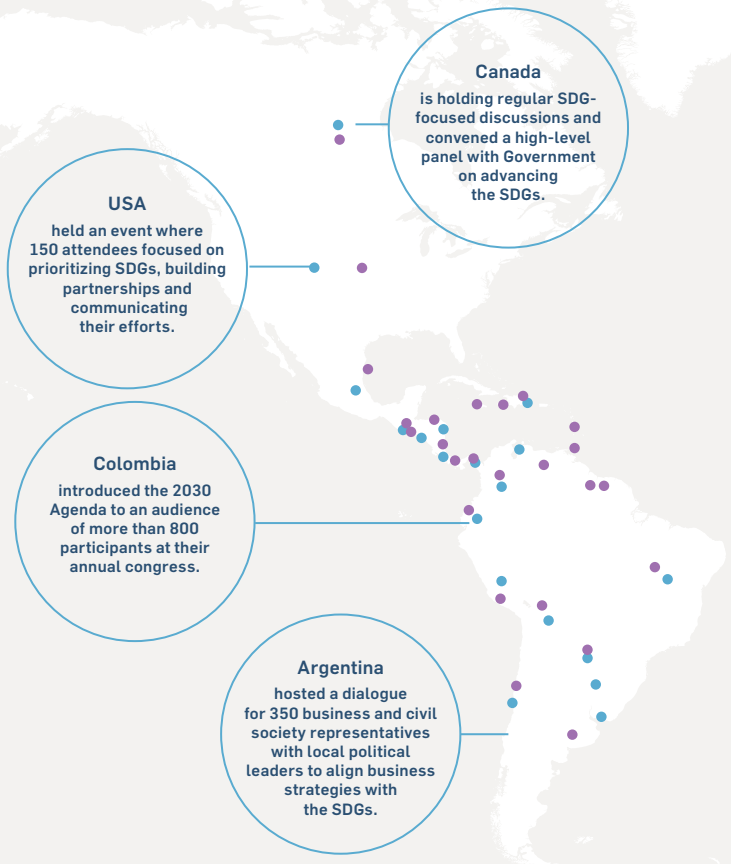 Canada
is holding regular SDG-
focused discussions and
convened a high-level
panel with Government
on advancing
the SDGs.
USA
held an event where
150 attendees focused on
prioritizing SDGs, building
partnerships and
communicating
their efforts.
Colombia
introduced the 2030
Agenda to an audience
of more than 800
participants at their
annual congress.
Argentina
hosted a dialogue
for 350 business and civil
society representatives
with local political
leaders to align business
strategies with
the SDGs.